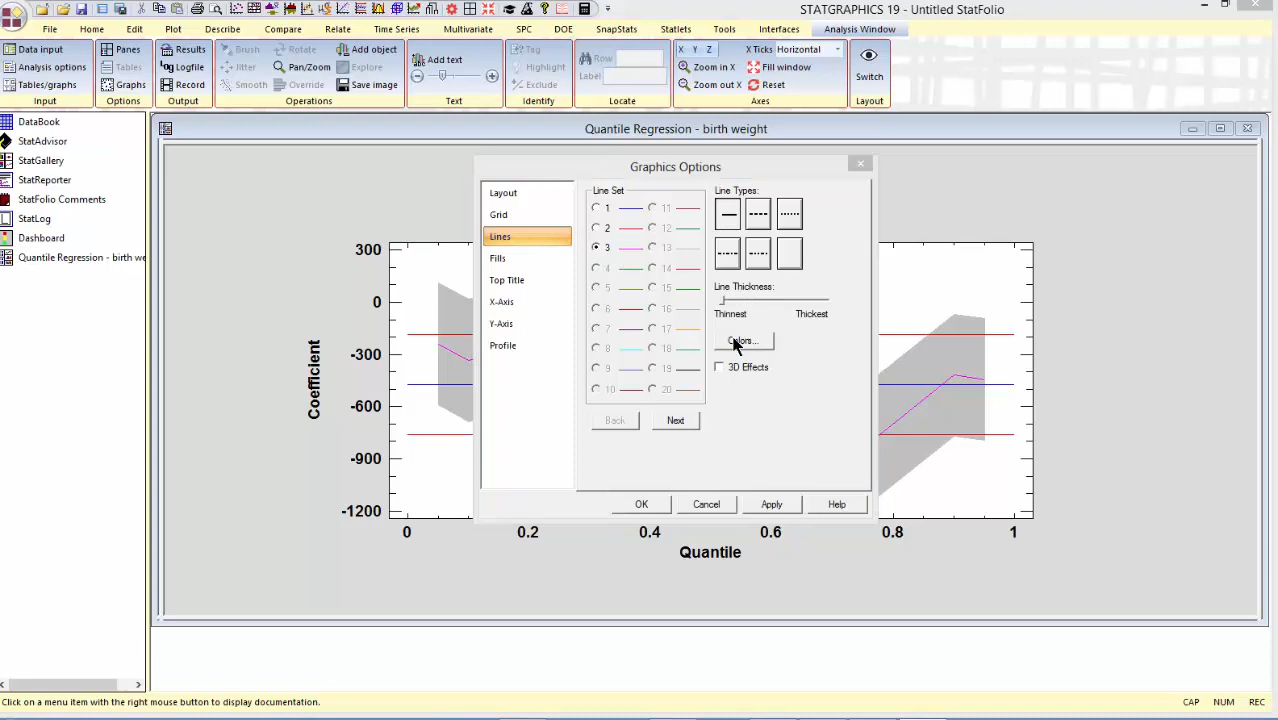 STATGRAPHICS 19 - Untitled StatFolio
File Home Edit Plot Describe Compare Relate Time Series Multivariate SPC DOE SnapStats Statlets Tools Interfaces Analysis Window
Data input Panes Results Brush Rotate Add object Add text Tag Row X Y Z X Ticks Horizontal
Analysis options Tables Logfile Jitter Pan/Zoom Explore Highlight Label Zoom in X Fill window Switch
Tables/graphs Graphs Record Smooth Override Save image Exclude Zoom out X Reset
Input Options Output Operations Text Identify Locate Axes Layout
DataBook
StatAdvisor
StatGallery
StatReporter
StatFolio Comments
StatLog
Dashboard
Quantile Regression - birth we
Quantile Regression - birth weight
Graphics Options
Layout
Grid
Lines
Fills
Top Title
X-Axis
Y-Axis
Profile
Line Set
1 11
2 12
3 13
4 14
5 15
6 16
7 17
8 18
9 19
10 20
Back Next
Line Types:
Line Thickness:
Thinnest Thickest
Colors...
3D Effects
OK Cancel Apply Help
300
0
-300
-600
-900
-1200
Coefficient
0 0.2 0.4 0.6 0.8 1
Quantile
Click on a menu item with the right mouse button to display documentation.
CAP NUM REC